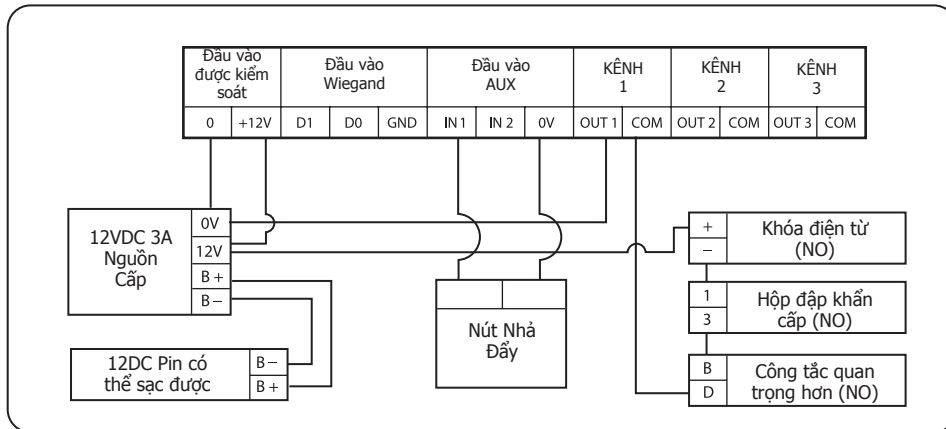 Đầu vào
được kiểm
soát
Đầu vào
Wiegand
Đầu vào
AUX
KÊNH
1
KÊNH
2
KÊNH
3
0 +12V D1 D0 GND IN 1 IN 2 0V OUT 1 COM OUT 2 COM OUT 3 COM
12VDC 3A
Nguồn
Cấp
0V
12V
B +
B –
12DC Pin có
thể sạc được
B –
B +
Nút Nhả
Đẩy
+
–
Khóa điện từ
(NO)
1
3
Hộp đập khẩn
cấp (NO)
B
D
Công tắc quan
trọng hơn (NO)